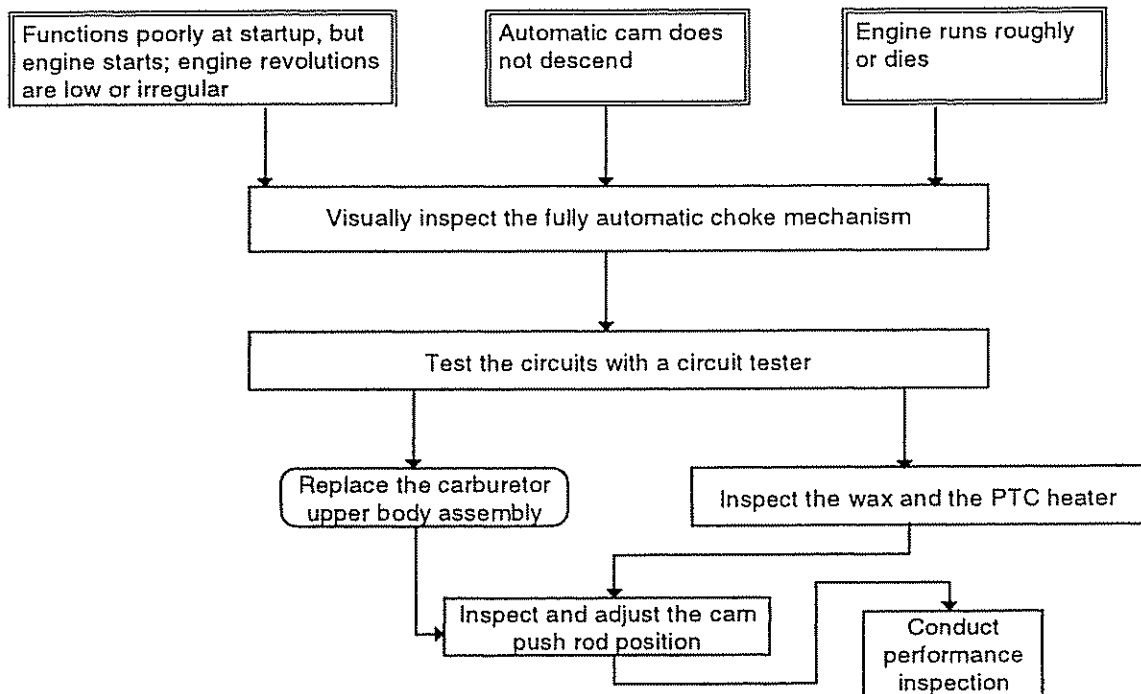 Functions poorly at startup, but
engine starts; engine revolutions
are low or irregular
Automatic cam does
not descend
Engine runs roughly
or dies
Visually inspect the fully automatic choke mechanism
Test the circuits with a circuit tester
Replace the carburetor
upper body assembly
Inspect the wax and the PTC heater
Inspect and adjust the cam
push rod position
Conduct
performance
inspection